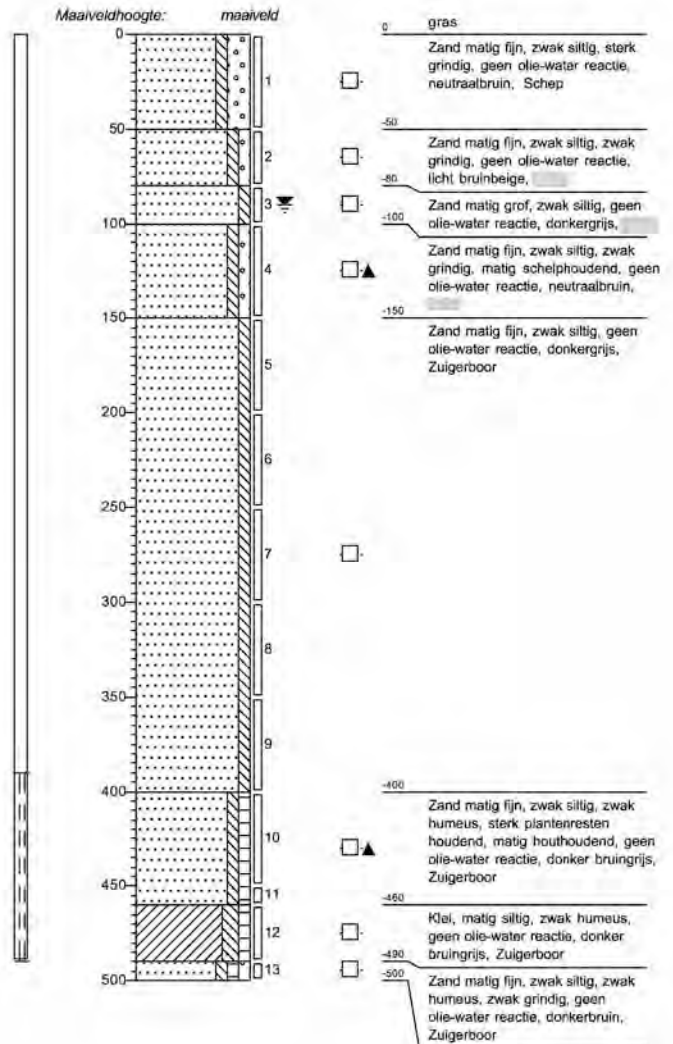 Maaiveldhoogte: maaiveld
0
50
100
150
200
250
300
350
400
450
500
1
2
3
4
5
6
7
8
9
10
11
12
13
0 gras
Zand matig fijn, zwak siltig, sterk
grindig, geen olie-water reactie,
neutraalbruin, Schep
-50
Zand matig fijn, zwak siltig, zwak
grindig, geen olie-water reactie,
licht bruinbeige,
-80
Zand matig grof, zwak siltig, geen
olie-water reactie, donkergrijs,
-100
Zand matig fijn, zwak siltig, zwak
grindig, matig schelphoudend, geen
olie-water reactie, neutraalbruin,
-150
Zand matig fijn, zwak siltig, geen
olie-water reactie, donkergrijs,
Zuigerboor
-400
Zand matig fijn, zwak siltig, zwak
humeus, sterk plantenresten
houdend, matig houthoudend, geen
olie-water reactie, donker bruingrijs,
Zuigerboor
-460
Klei, matig siltig, zwak humeus,
geen olie-water reactie, donker
bruingrijs, Zuigerboor
-490
-500
Zand matig fijn, zwak siltig, zwak
humeus, zwak grindig, geen
olie-water reactie, donkerbruin,
Zuigerboor